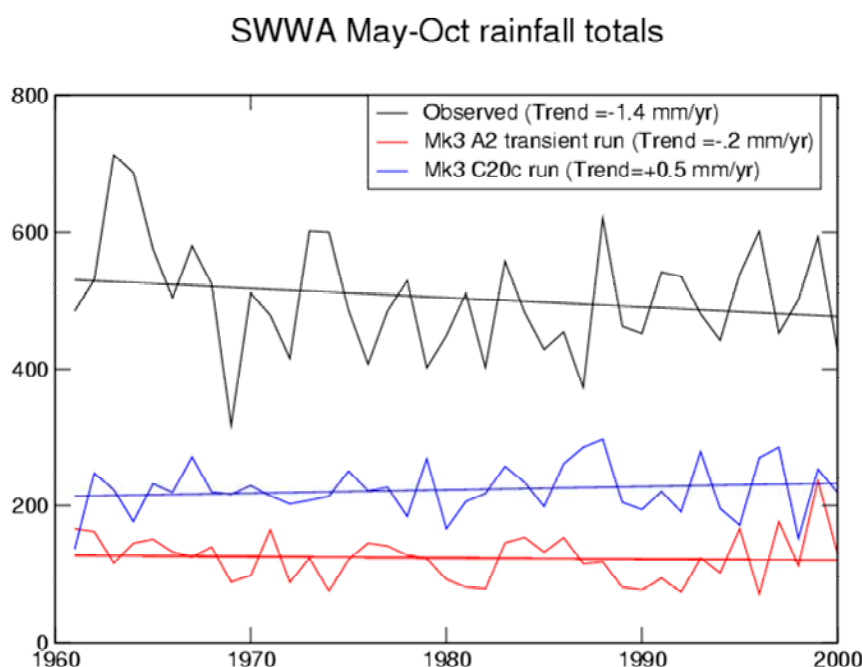 SWWA May-Oct rainfall totals
800
600
400
200
0
Observed (Trend =-1.4 mm/yr)
Mk3 A2 transient run (Trend =-.2 mm/yr)
Mk3 C20c run (Trend=+0.5 mm/yr)
1960 1970 1980 1990 2000